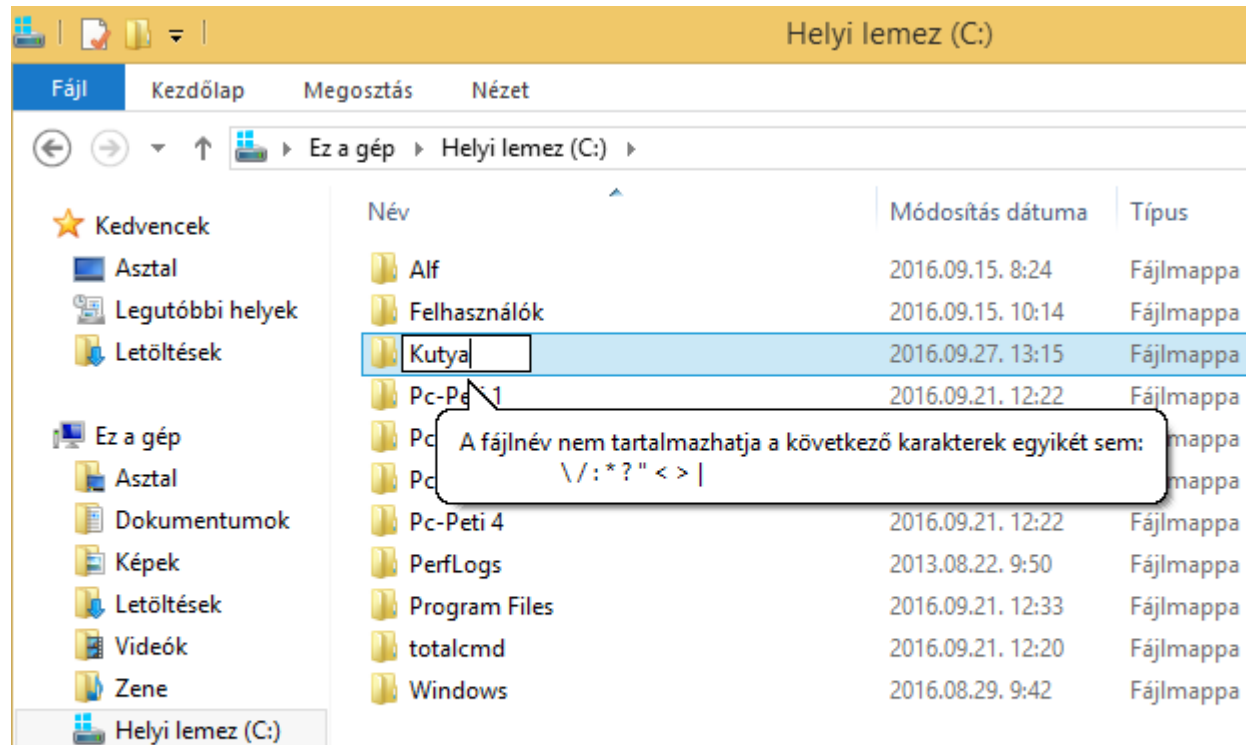 Helyi lemez (C:)
Fájl Kezdőlap Megosztás Nézet
Ez a gép Helyi lemez (C:)
Kedvencek
Asztal
Legutóbbi helyek
Letöltések
Ez a gép
Asztal
Dokumentumok
Képek
Letöltések
Videók
Zene
Helyi lemez (C:)
Név Módosítás dátuma Típus
Alf 2016.09.15. 8:24 Fájlmappa
Felhasználók 2016.09.15. 10:14 Fájlmappa
Kutya 2016.09.27. 13:15 Fájlmappa
Pc-Peti 1 2016.09.21. 12:22 Fájlmappa
A fájlnév nem tartalmazhatja a következő karakterek egyikét sem:
\ / : * ? " < > |
Pc-Peti 4 2016.09.21. 12:22 Fájlmappa
PerfLogs 2013.08.22. 9:50 Fájlmappa
Program Files 2016.09.21. 12:33 Fájlmappa
totalcmd 2016.09.21. 12:20 Fájlmappa
Windows 2016.08.29. 9:42 Fájlmappa